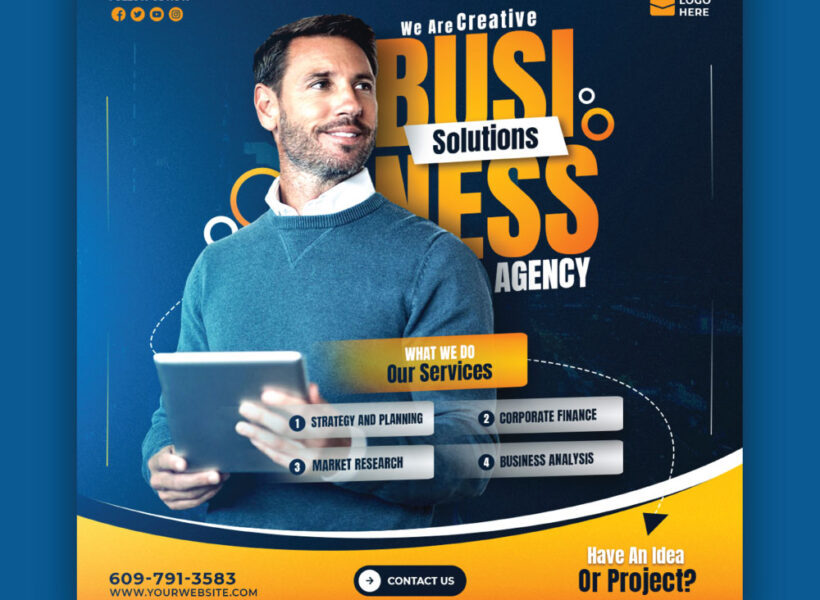 We Are Creative
LOGO
HERE
BUSI
Solutions
NESS
AGENCY
WHAT WE DO
Our Services
1 STRATEGY AND PLANNING
2 CORPORATE FINANCE
3 MARKET RESEARCH
4 BUSINESS ANALYSIS
Have An Idea
Or Project?
609-791-3583
WWW.YOURWEBSITE.COM
CONTACT US